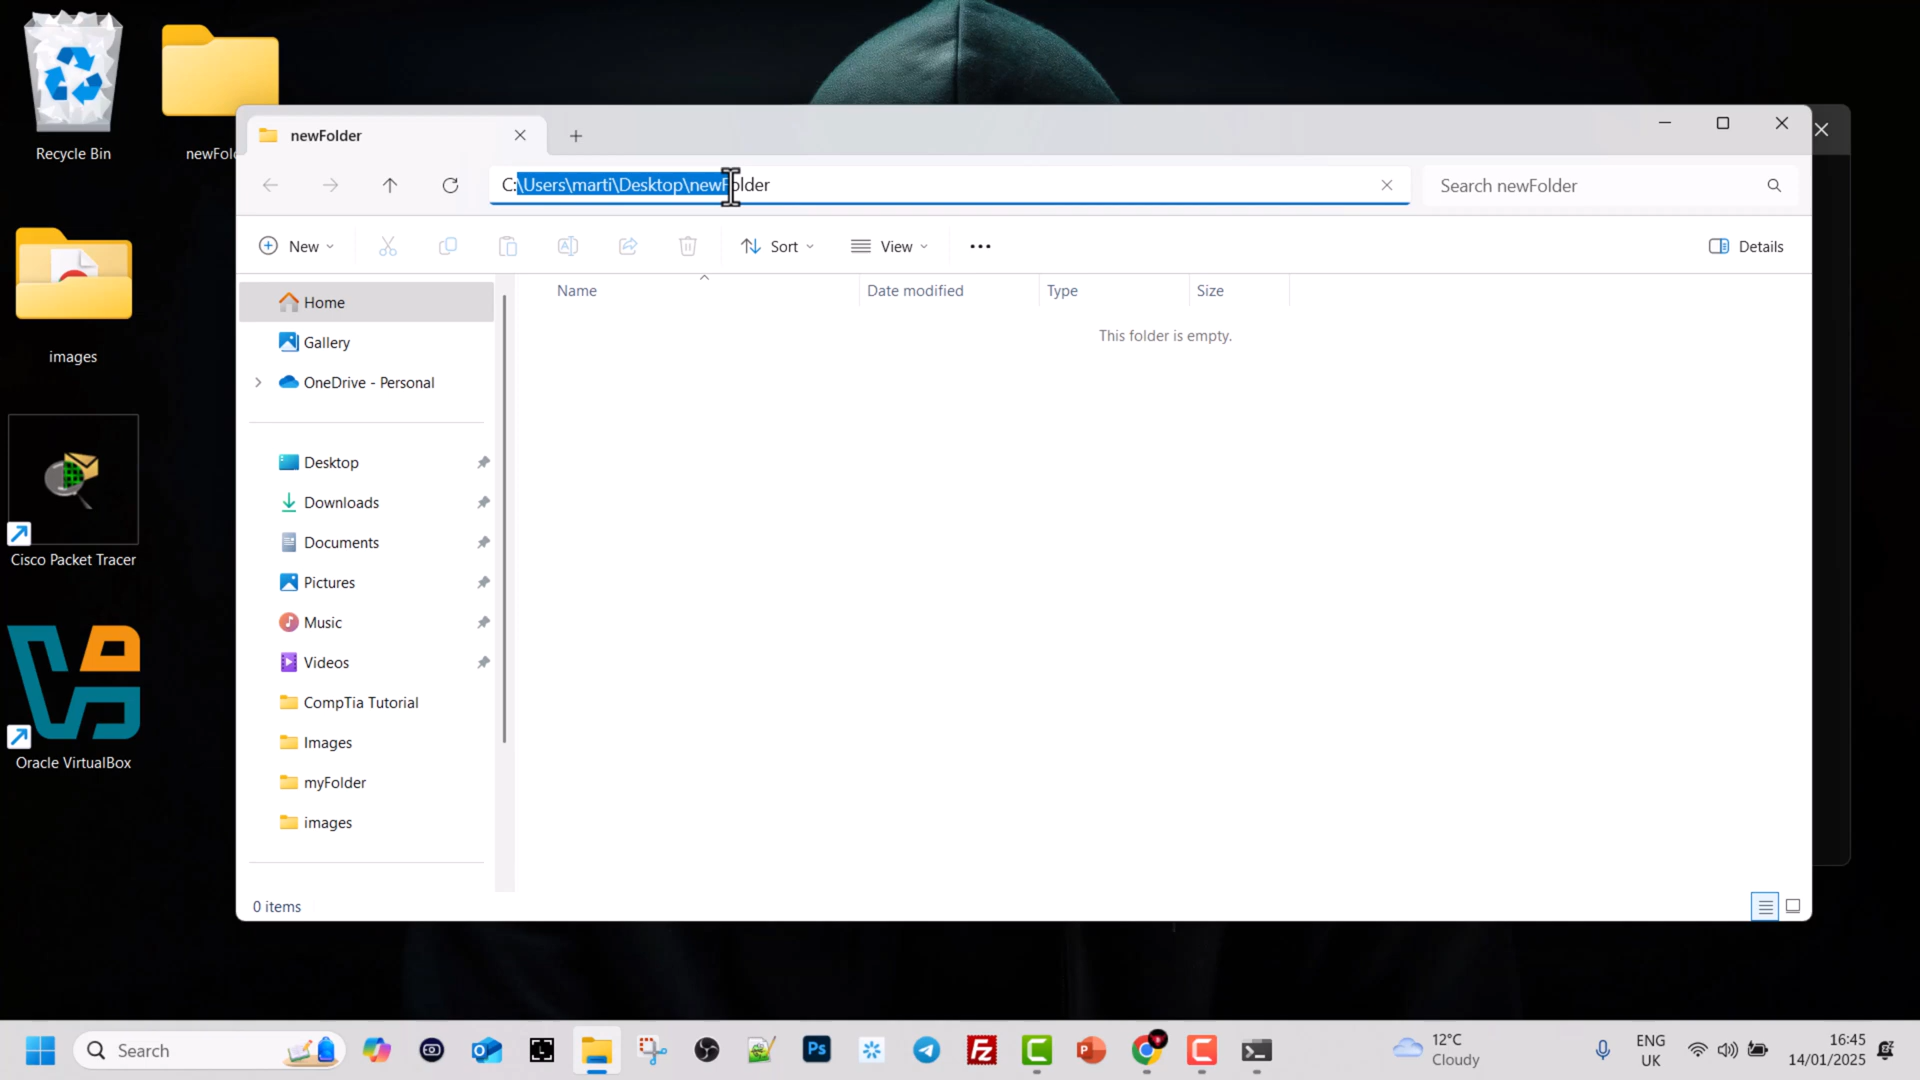 Recycle Bin
newFol
newFolder
C:\Users\marti\Desktop\newFolder
Search newFolder
New
Sort
View
Details
Name
Date modified
Type
Size
This folder is empty.
Home
Gallery
OneDrive - Personal
Desktop
Downloads
Documents
Pictures
Music
Videos
CompTia Tutorial
Images
myFolder
images
0 items
images
Cisco Packet Tracer
Oracle VirtualBox
Search
Ps
Fz
12°C
Cloudy
ENG
UK
16:45
14/01/2025